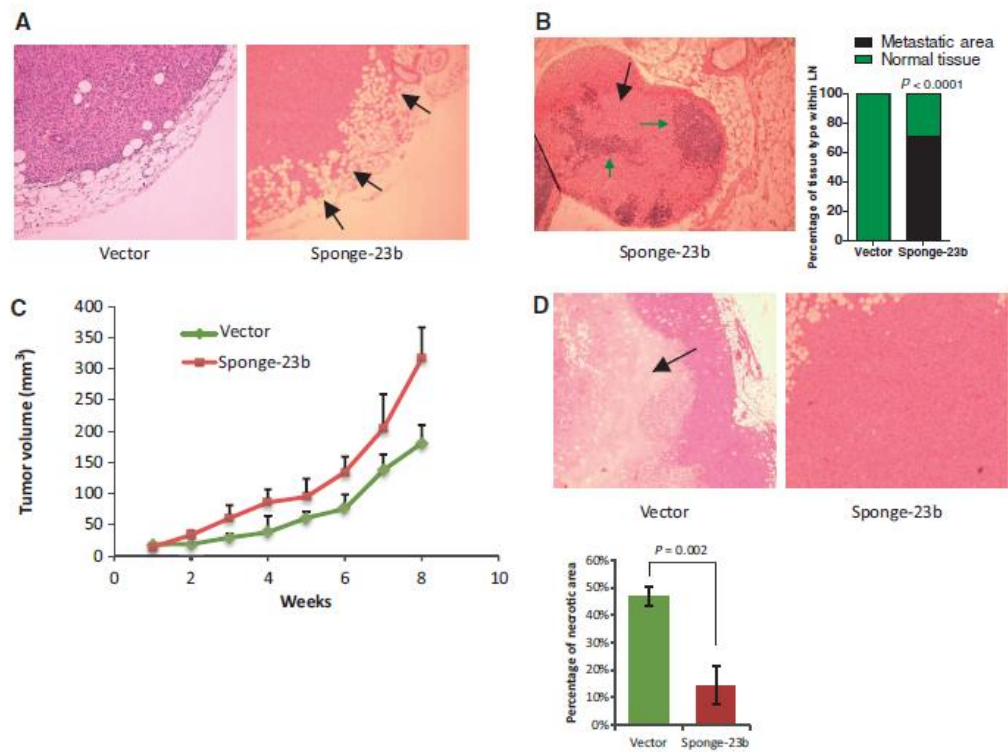 A
Vector
Sponge-23b
B
Sponge-23b
Metastatic area
Normal tissue
P < 0.0001
Percentage of tissue type within LN
100
80
60
40
20
0
Vector Sponge-23b
C
Vector
Sponge-23b
Tumor volume (mm³)
400
350
300
250
200
150
100
50
0
0 2 4 6 8 10
Weeks
D
Vector
Sponge-23b
P = 0.002
Percentage of necrotic area
60%
50%
40%
30%
20%
10%
0%
Vector Sponge-23b